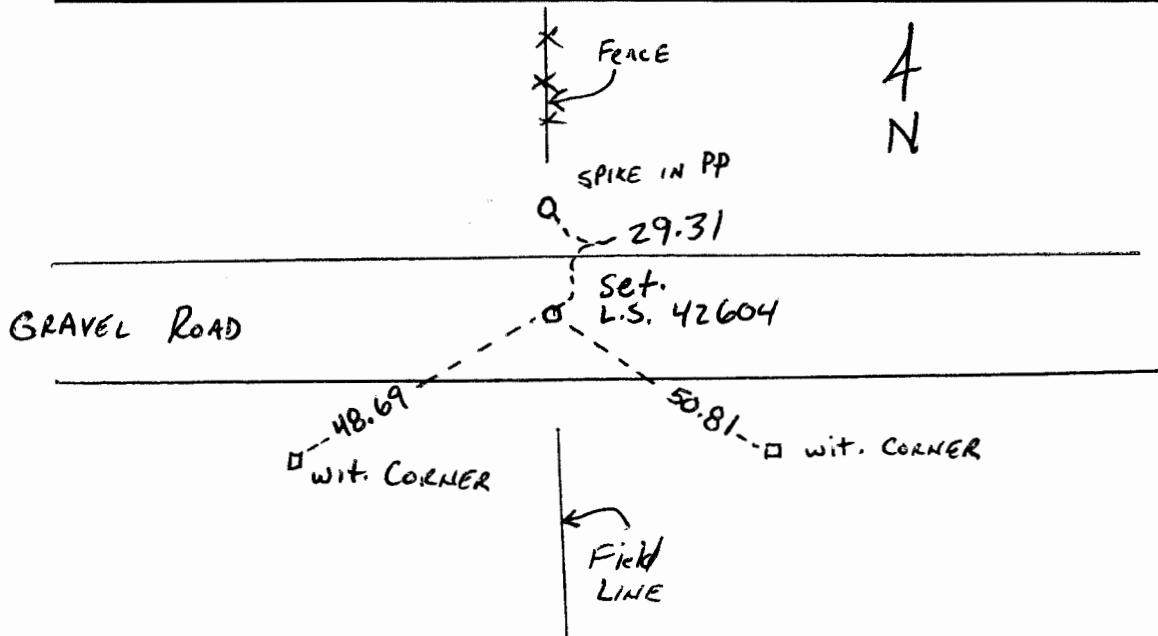 FENCE
N
SPIKE IN PP
29.31
Set.
L.S. 42604
GRAVEL ROAD
48.69
50.81
wit. CORNER
wit. CORNER
Field
LINE